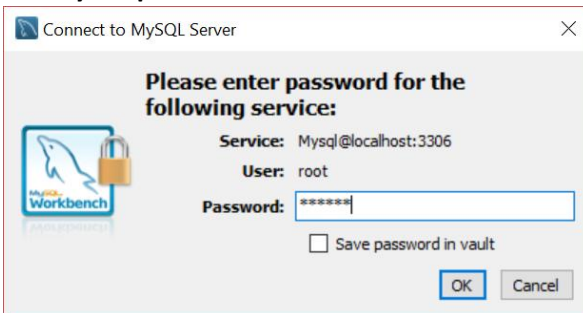 Connect to MySQL Server
Please enter password for the
following service:
Service: Mysql@localhost:3306
User: root
Password: ******
Save password in vault
MySQL
Workbench
OK Cancel